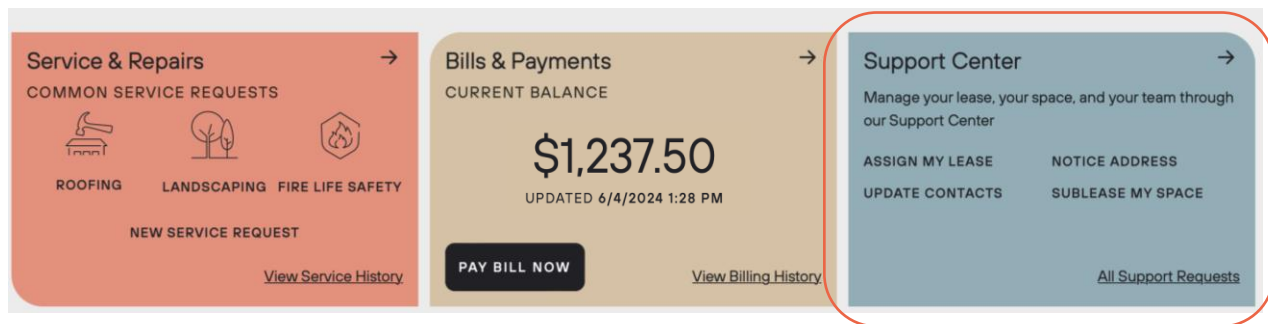 Service & Repairs
COMMON SERVICE REQUESTS
ROOFING
LANDSCAPING
FIRE LIFE SAFETY
NEW SERVICE REQUEST
View Service History
Bills & Payments
CURRENT BALANCE
$1,237.50
UPDATED 6/4/2024 1:28 PM
PAY BILL NOW
View Billing History
Support Center
Manage your lease, your space, and your team through
our Support Center
ASSIGN MY LEASE
NOTICE ADDRESS
UPDATE CONTACTS
SUBLEASE MY SPACE
All Support Requests